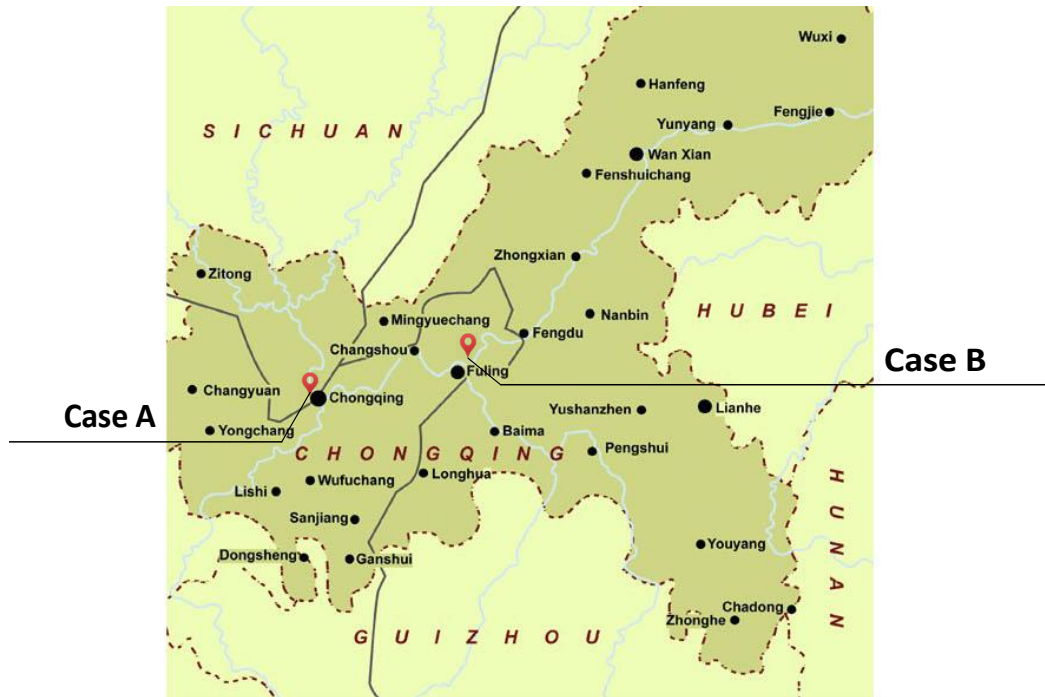 Wuxi
Hanfeng
Fengjie
Yunyang
SICHUAN
Wan Xian
Fenshuichang
Zhongxian
Zitong
HUBEI
Nanbin
Mingyuechang
Fengdu
Changshou
Case B
Fuling
Changyuan
Chongqing
Case A
Yushanzhen
Lianhe
Yongchang
Baima
CHONGQING
Pengshui
Longhua
Wufuchang
Lishi
HUNAN
Sanjiang
Youyang
Dongsheng
Ganshui
Chadong
Zhonghe
GUIZHOU